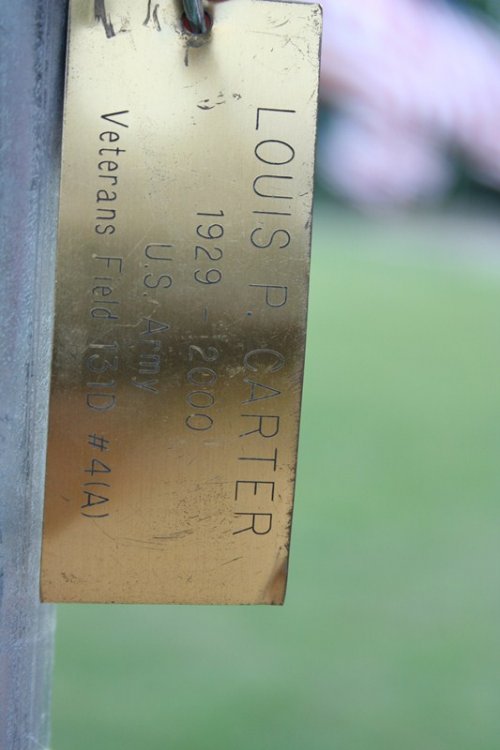 LOUIS P. CARTER
1929 - 2000
U.S. Army
Veterans Field 131D #4(A)